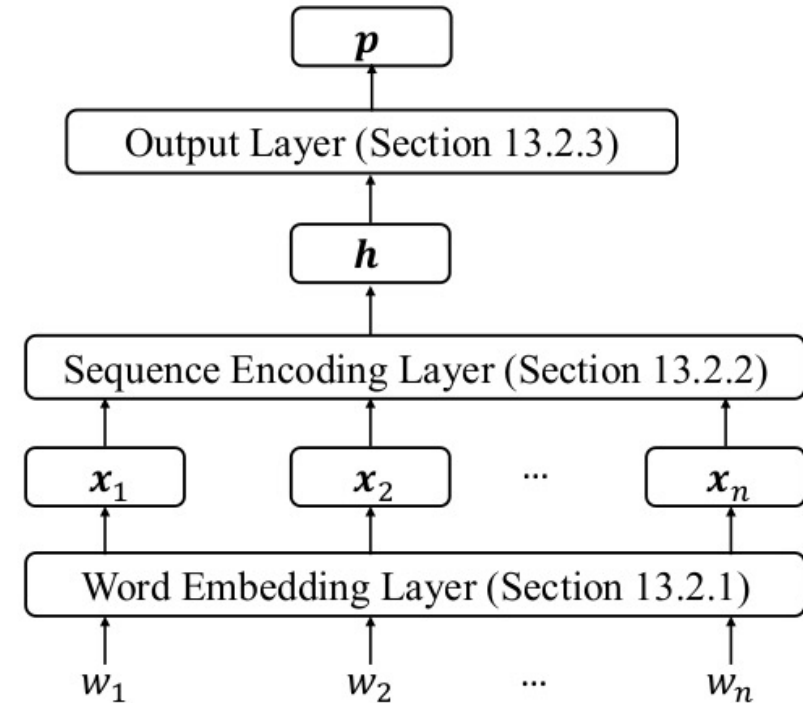 p
Output Layer (Section 13.2.3)
h
Sequence Encoding Layer (Section 13.2.2)
x₁ x₂ ... xₙ
Word Embedding Layer (Section 13.2.1)
w₁ w₂ ... wₙ